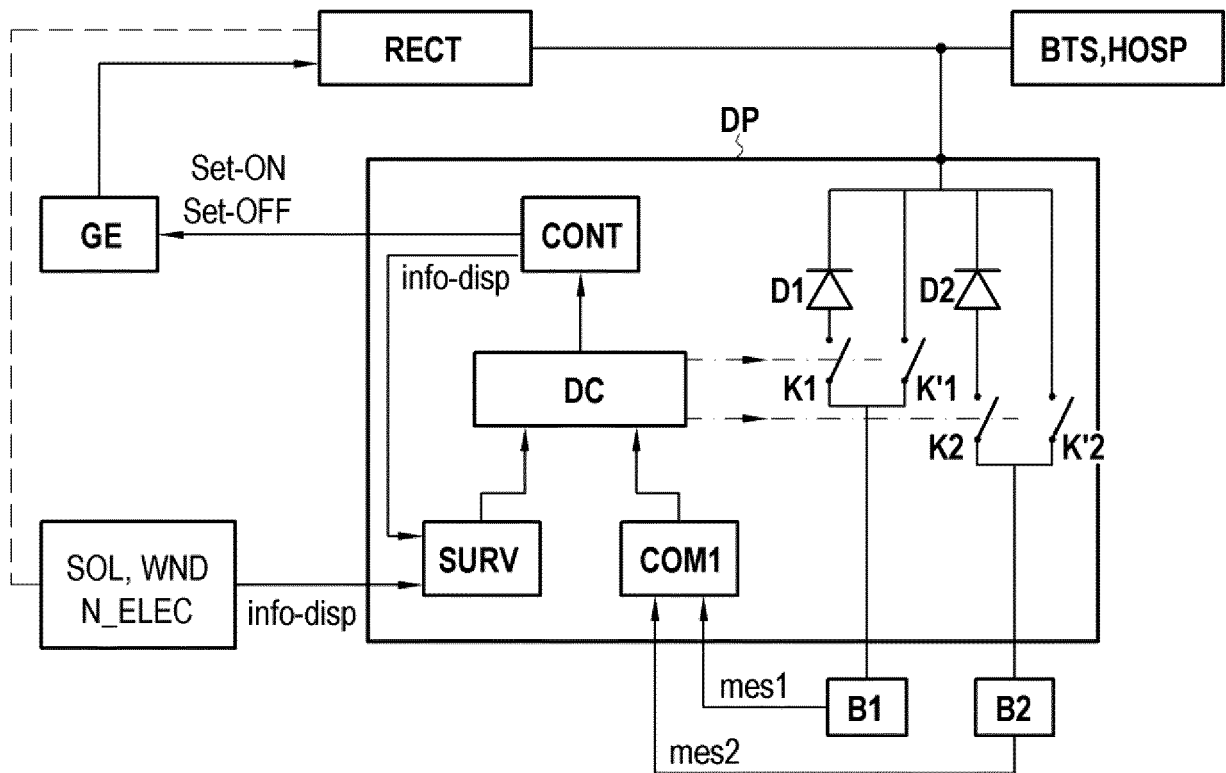 RECT
BTS,HOSP
DP
Set-ON
Set-OFF
GE
CONT
info-disp
D1
D2
DC
K1
K'1
K2
K'2
SURV
COM1
SOL, WND
N_ELEC
info-disp
mes1
B1
B2
mes2